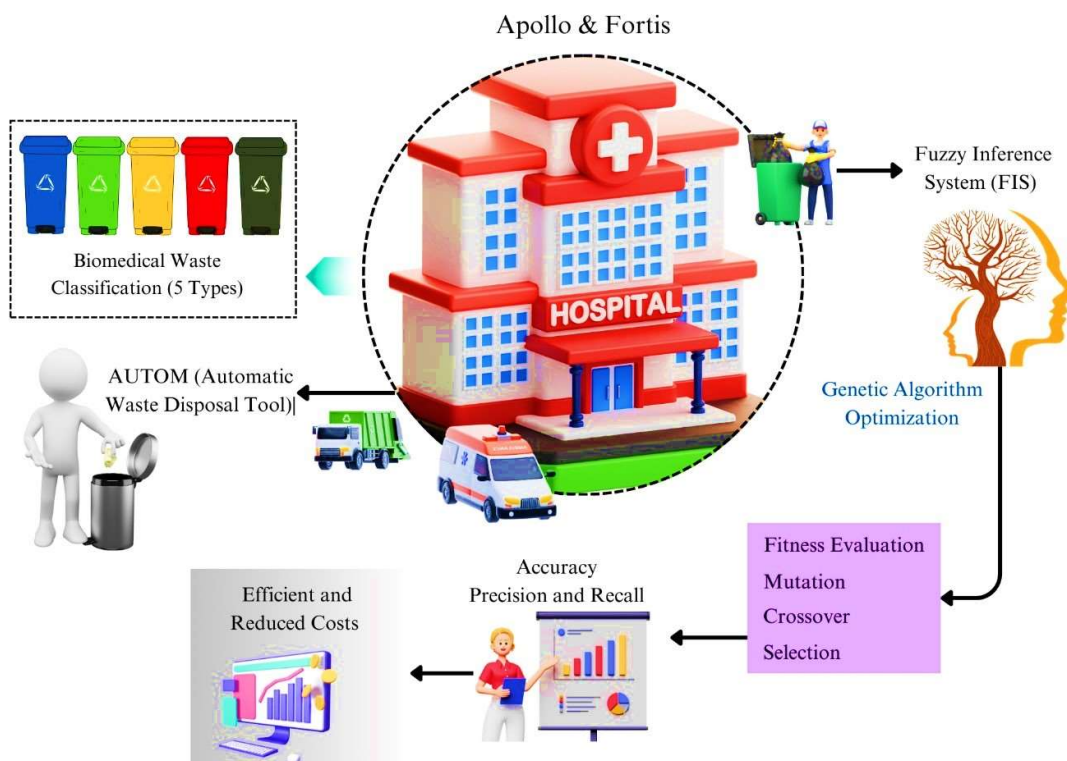 Apollo & Fortis
Biomedical Waste
Classification (5 Types)
HOSPITAL
Fuzzy Inference
System (FIS)
AUTOM (Automatic
Waste Disposal Tool)|
Genetic Algorithm
Optimization
Fitness Evaluation
Mutation
Crossover
Selection
Accuracy
Precision and Recall
Efficient and
Reduced Costs